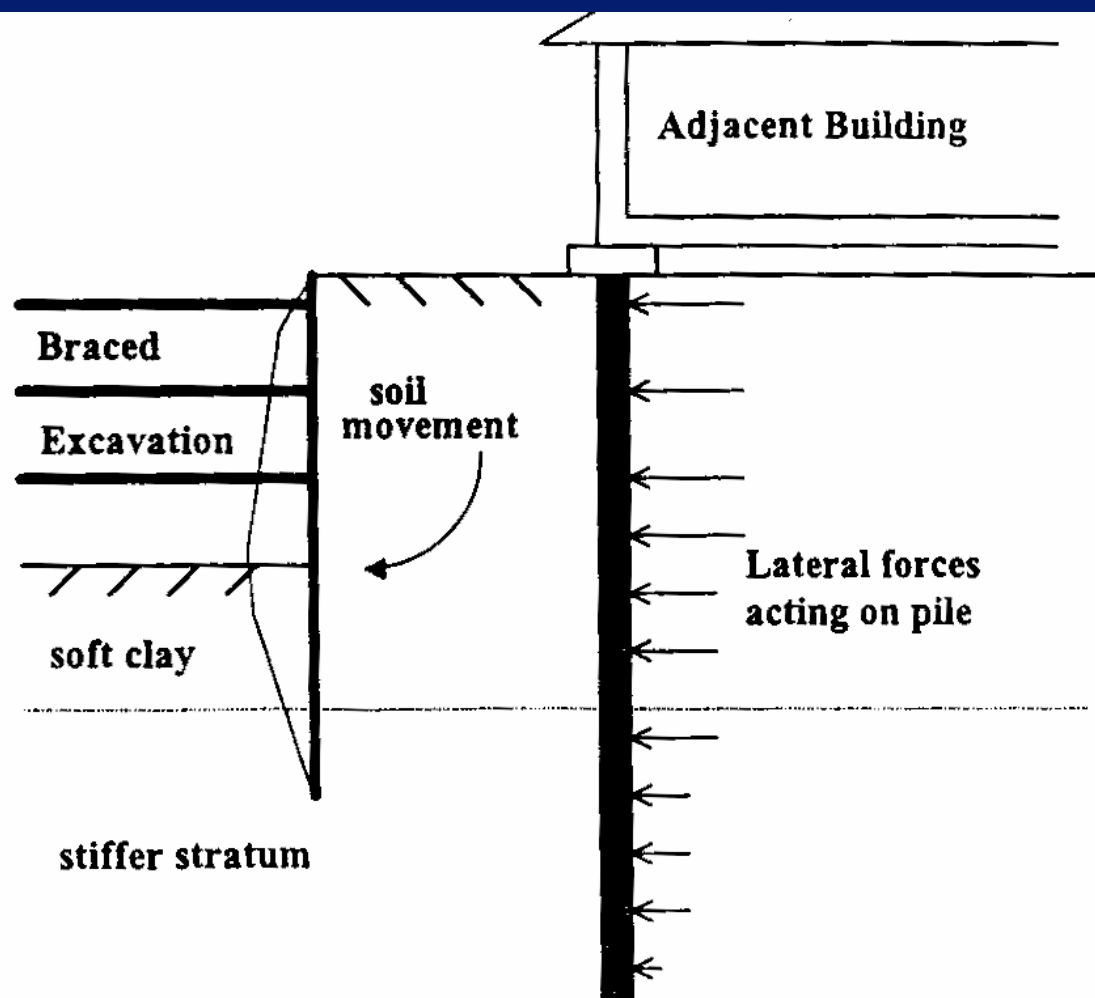 Adjacent Building
Braced
soil
movement
Excavation
Lateral forces
acting on pile
soft clay
stiffer stratum